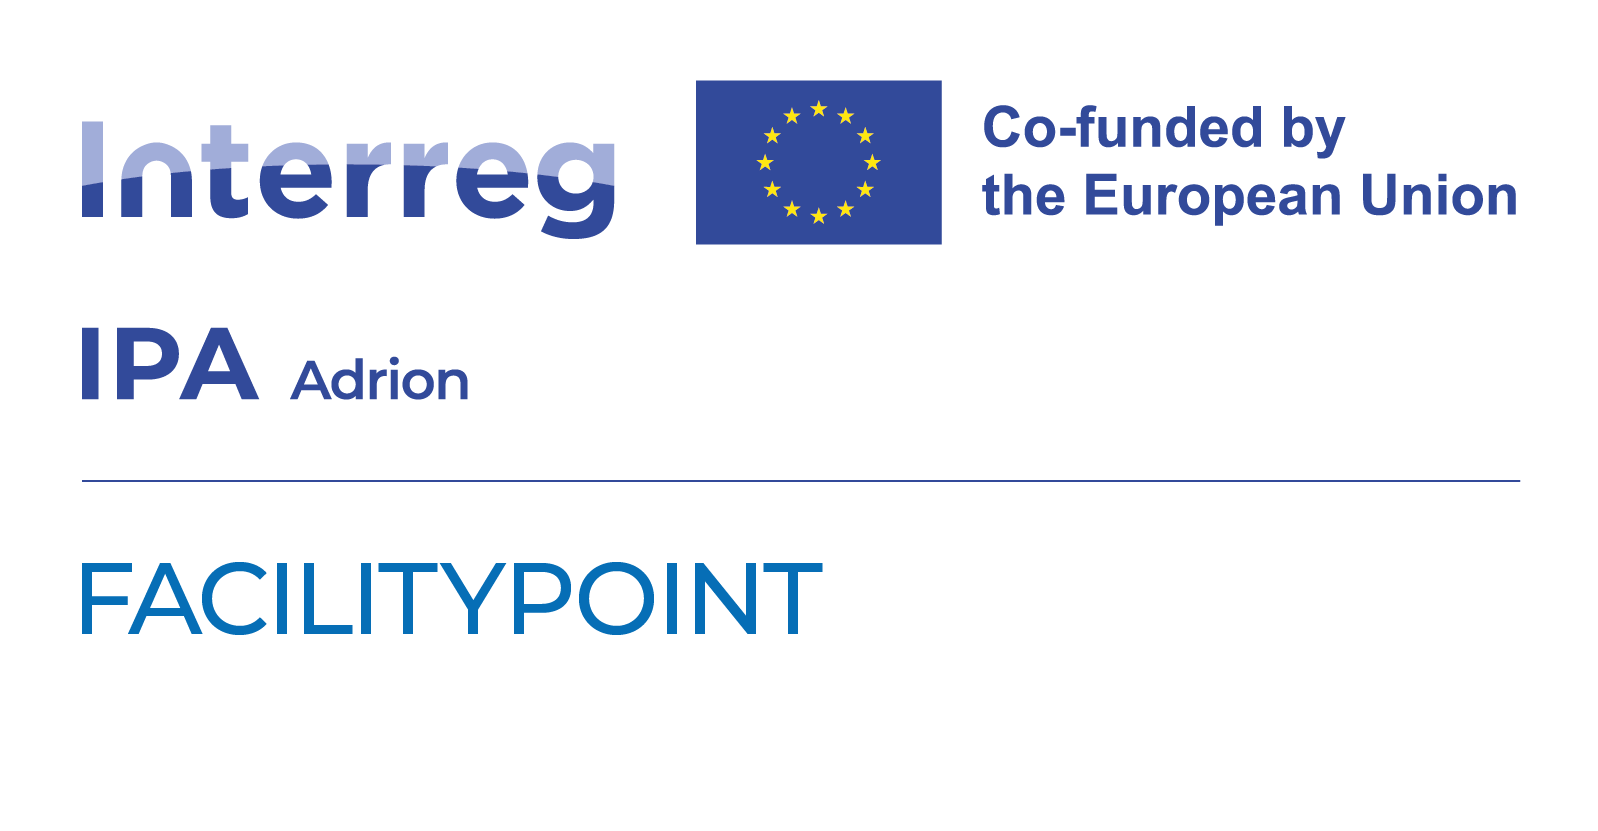 Interreg
Co-funded by
the European Union
IPA Adrion
FACILITYPOINT